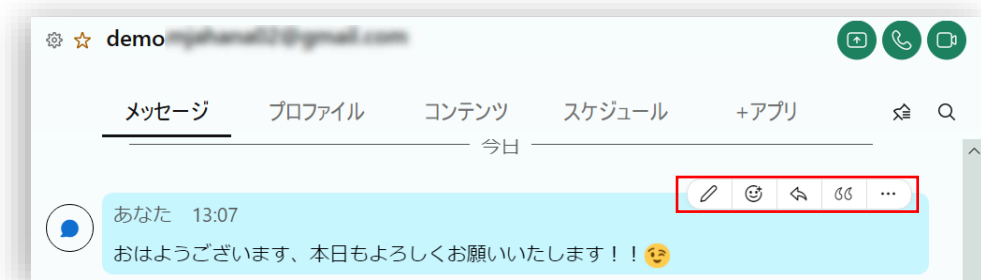 demo
メッセージ プロファイル コンテンツ スケジュール +アプリ
今日
あなた 13:07
おはようございます、本日もよろしくお願いいたします！！😉